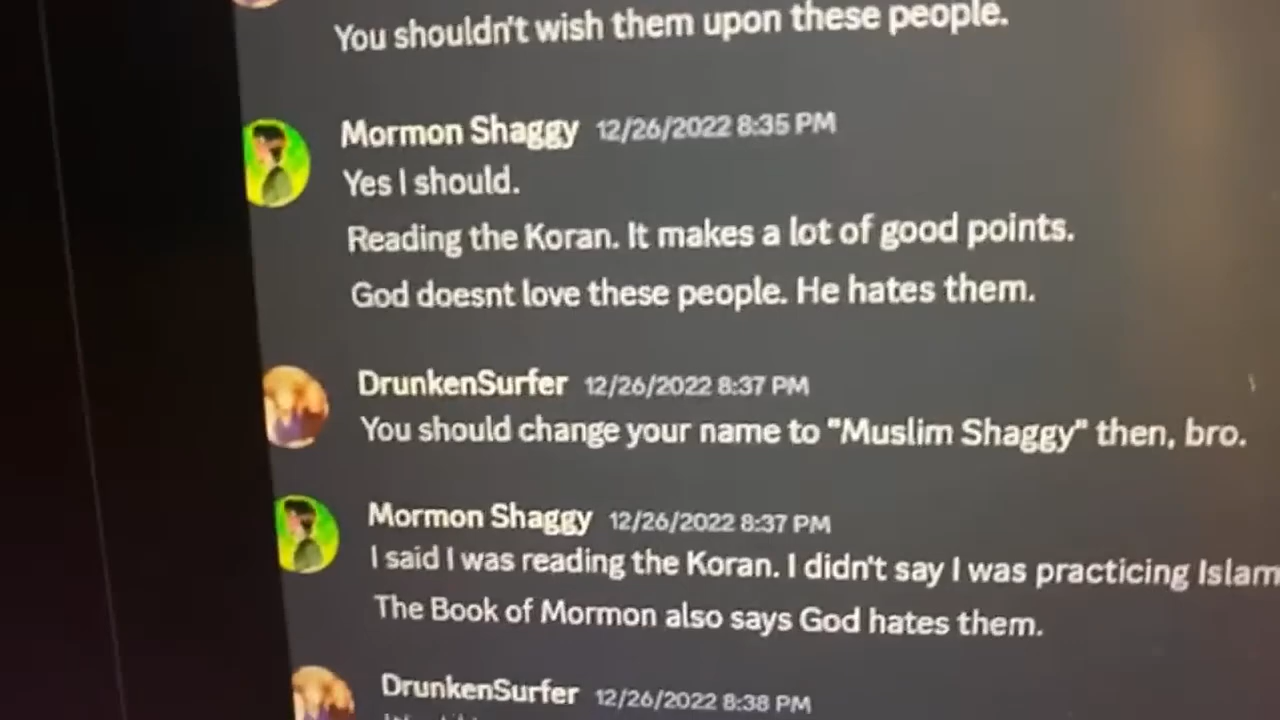 You shouldn't wish them upon these people.
Mormon Shaggy 12/26/2022 8:35 PM
Yes I should.
Reading the Koran. It makes a lot of good points.
God doesnt love these people. He hates them.
DrunkenSurfer 12/26/2022 8:37 PM
You should change your name to "Muslim Shaggy" then, bro.
Mormon Shaggy 12/26/2022 8:37 PM
I said I was reading the Koran. I didn't say I was practicing Islam
The Book of Mormon also says God hates them.
DrunkenSurfer 12/26/2022 8:38 PM